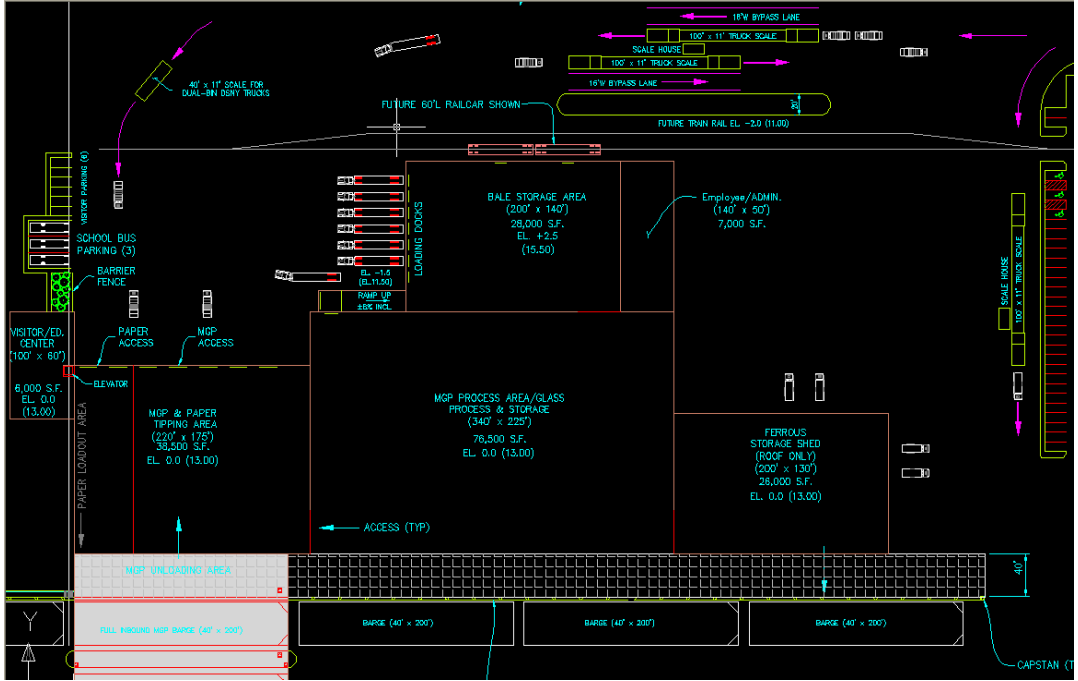 16'W BYPASS LANE
100' x 11' TRUCK SCALE
SCALE HOUSE
100' x 11' TRUCK SCALE
16'W BYPASS LANE
20'
FUTURE TRAIN RAIL EL. -2.0 (11.00)
40' x 11' SCALE FOR
DUAL-BIN DENY TRUCKS
FUTURE 60'L RAILCAR SHOWN
VISITOR PARKING (6)
SCHOOL BUS
PARKING (3)
BARRIER
FENCE
LOADING DOCKS
EL. -1.5
(EL.11.50)
RAMP UP
±6% INCL.
BALE STORAGE AREA
(200' x 140')
28,000 S.F.
EL. +2.5
(15.50)
Employee/ADMIN.
(140' x 50')
7,000 S.F.
SCALE HOUSE
100' x 11' TRUCK SCALE
VISITOR/ED.
CENTER
(100' x 60')
6,000 S.F.
EL. 0.0
(13.00)
PAPER
ACCESS
MGP
ACCESS
ELEVATOR
PAPER LOADOUT AREA
MGP & PAPER
TIPPING AREA
(220' x 175')
38,500 S.F.
EL. 0.0 (13.00)
MGP PROCESS AREA/GLASS
PROCESS & STORAGE
(340' x 225')
76,500 S.F.
EL. 0.0 (13.00)
FERROUS
STORAGE SHED
(ROOF ONLY)
(200' x 130')
26,000 S.F.
EL. 0.0 (13.00)
ACCESS (TYP)
MGP UNLOADING AREA
40'
FULL INBOUND MGP BARGE (40' x 200')
BARGE (40' x 200')
BARGE (40' x 200')
BARGE (40' x 200')
Y
CAPSTAN (T